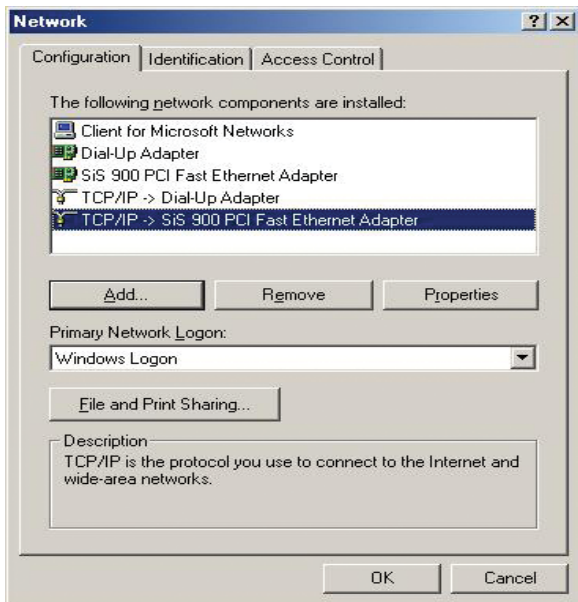 Network
Configuration Identification Access Control
The following network components are installed:
Client for Microsoft Networks
Dial-Up Adapter
SiS 900 PCI Fast Ethernet Adapter
TCP/IP -> Dial-Up Adapter
TCP/IP -> SiS 900 PCI Fast Ethernet Adapter
Add... Remove Properties
Primary Network Logon:
Windows Logon
File and Print Sharing...
Description
TCP/IP is the protocol you use to connect to the Internet and
wide-area networks.
OK Cancel